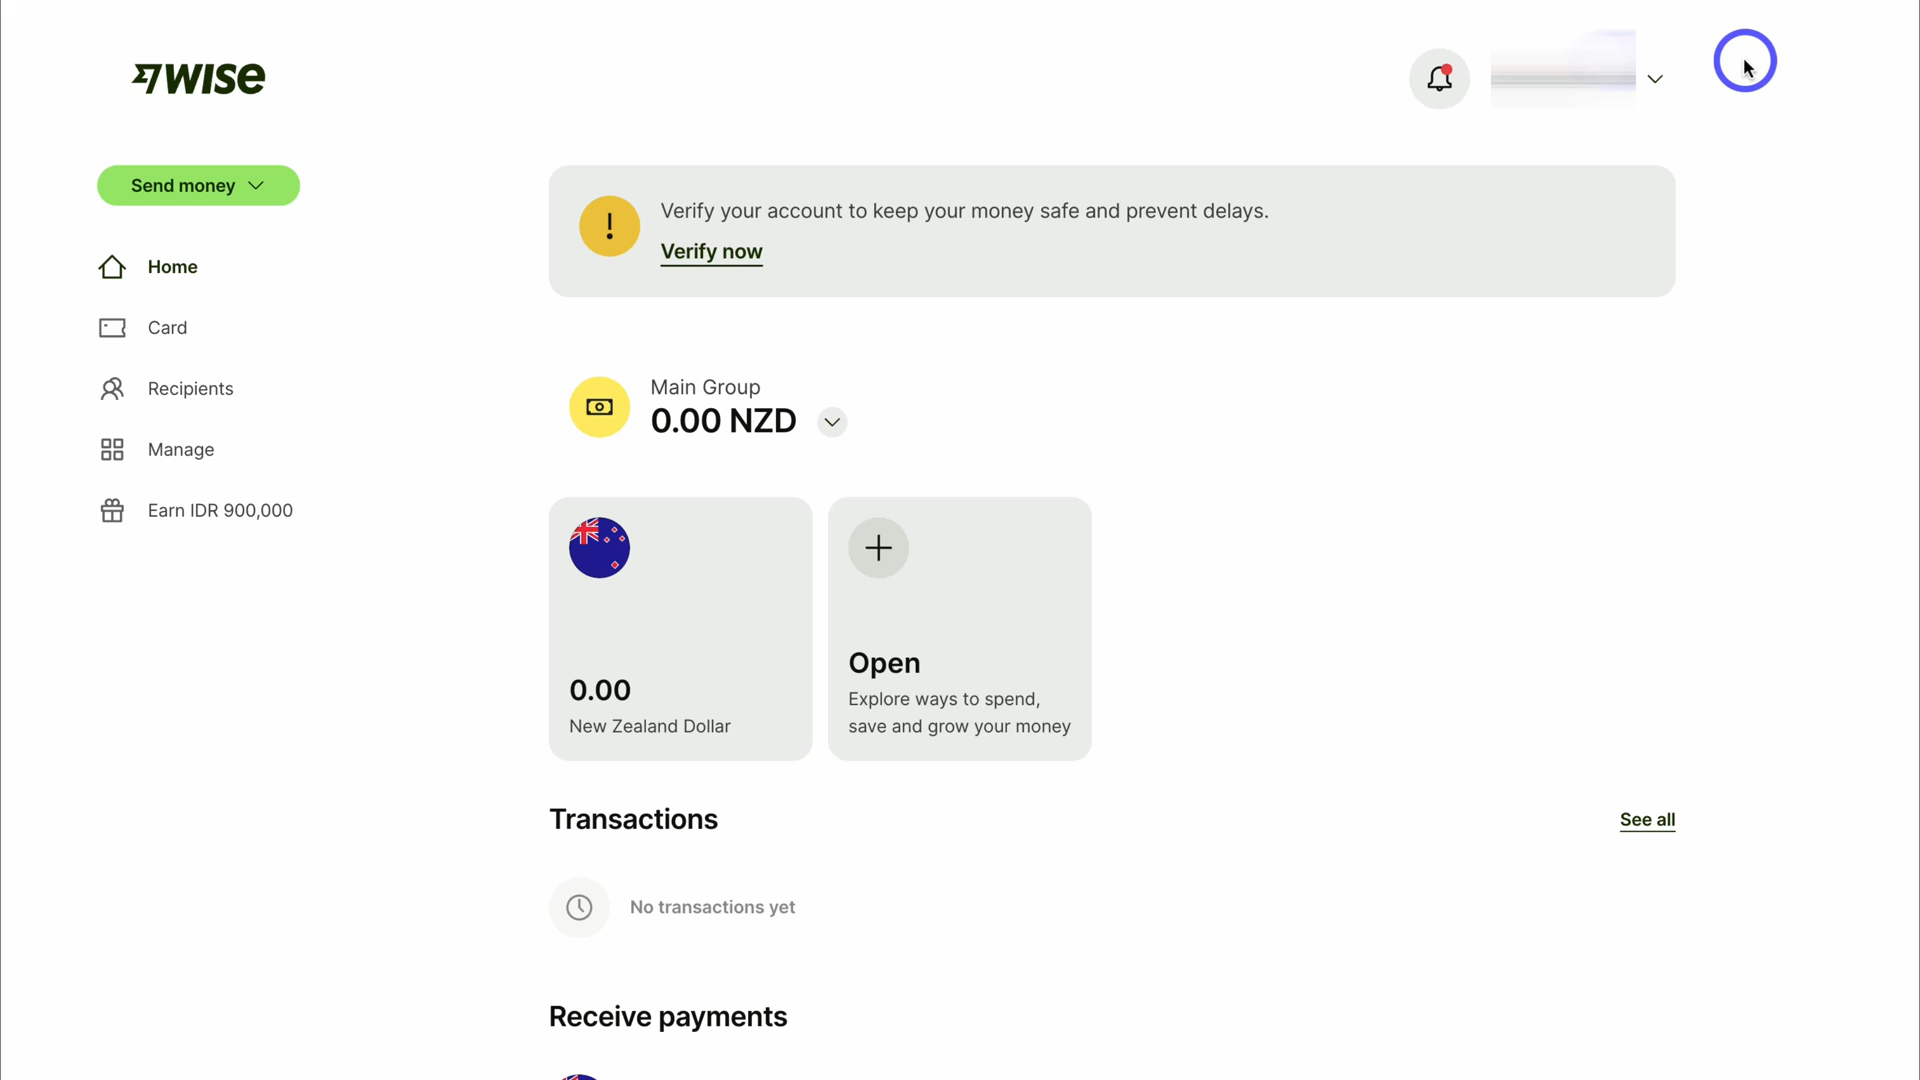 WISE
Send money
Home
Card
Recipients
Manage
Earn IDR 900,000
!
Verify your account to keep your money safe and prevent delays.
Verify now
Main Group
0.00 NZD
0.00
New Zealand Dollar
Open
Explore ways to spend,
save and grow your money
Transactions
See all
No transactions yet
Receive payments